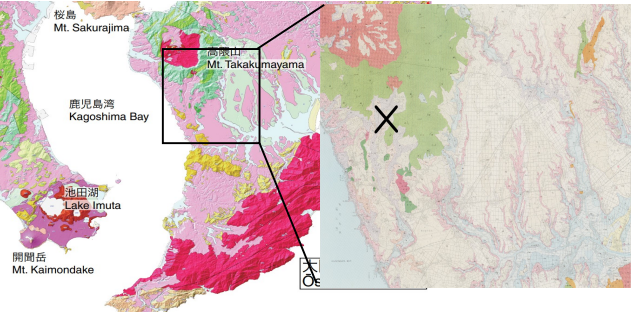 桜島
Mt. Sakurajima
高隈山
Mt. Takakumayama
鹿児島湾
Kagoshima Bay
池田湖
Lake Imuta
開聞岳
Mt. Kaimondake